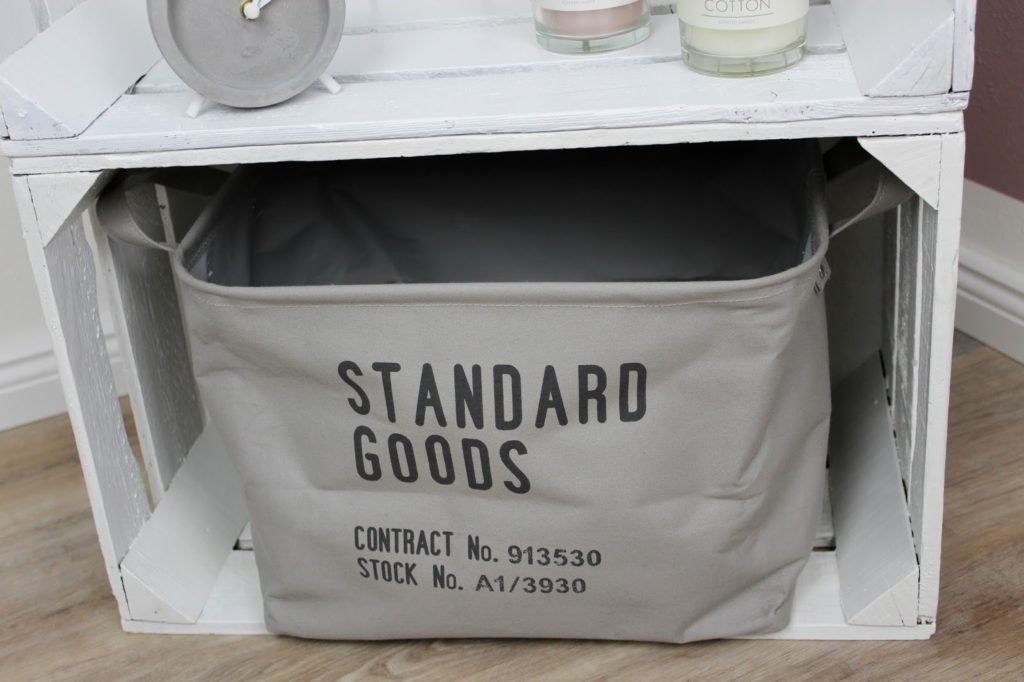 COTTON
STANDARD
GOODS
CONTRACT No. 913530
STOCK No. A1/3930